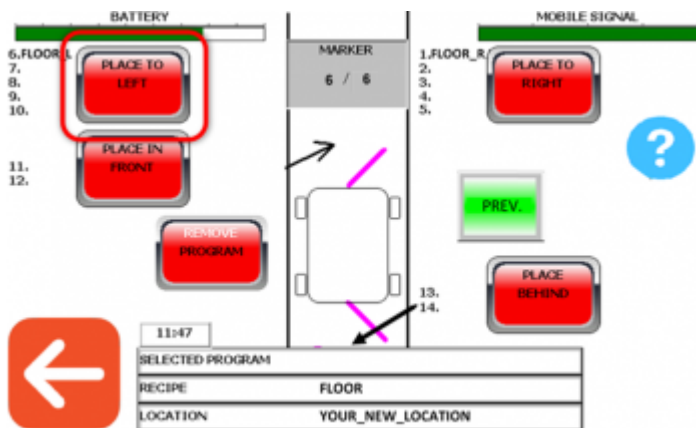 BATTERY
MOBILE SIGNAL
6.FLOOR_L
7.
8.
9.
10.
PLACE TO
LEFT
MARKER
6 / 6
1.FLOOR_R
2.
3.
4.
5.
PLACE TO
RIGHT
?
11.
12.
PLACE IN
FRONT
PREV.
REMOVE
PROGRAM
PLACE
BEHIND
13.
14.
11:47
SELECTED PROGRAM
RECIPE FLOOR
LOCATION YOUR_NEW_LOCATION